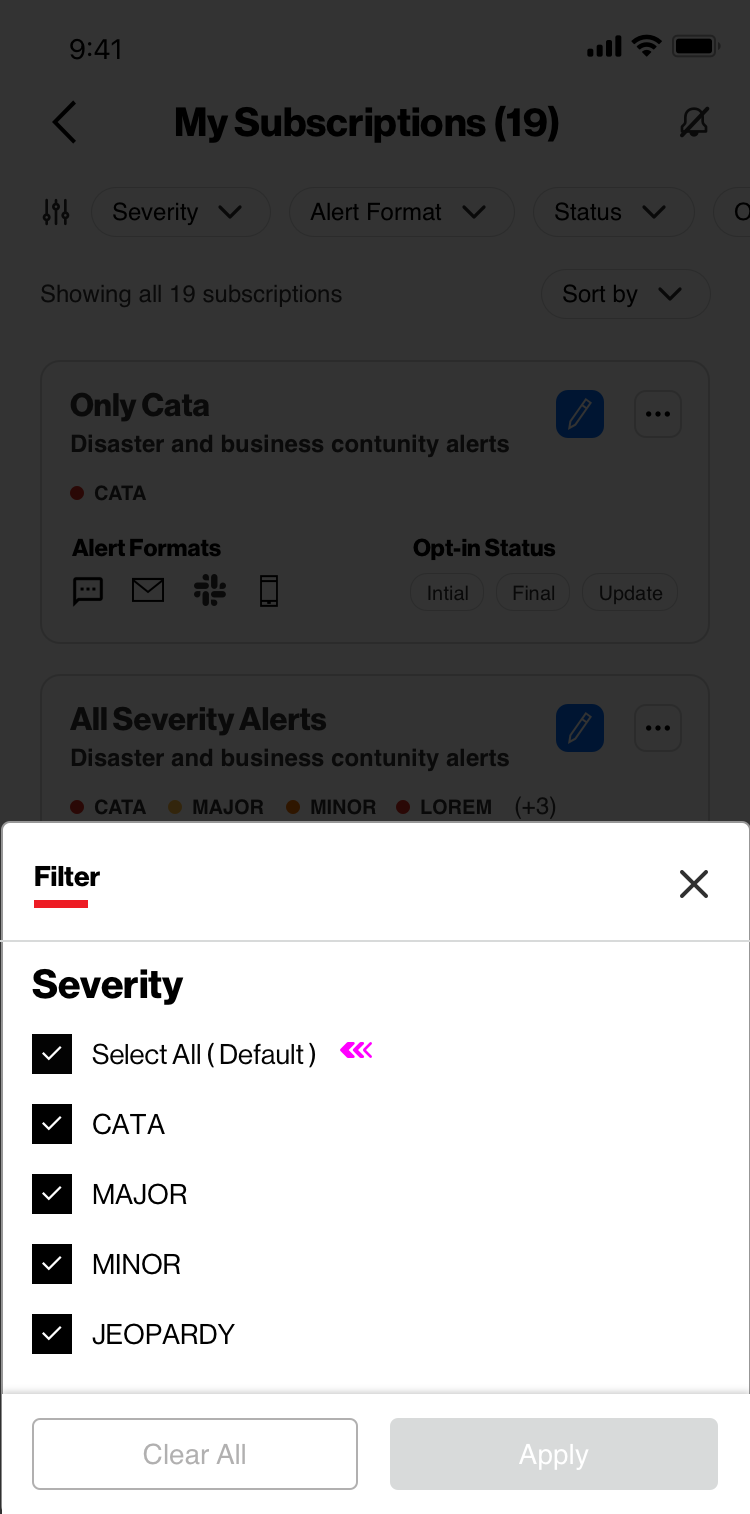 9:41
My Subscriptions (19)
Severity Alert Format Status
Showing all 19 subscriptions Sort by
Only Cata
Disaster and business contunity alerts
CATA
Alert Formats Opt-in Status
Intial Final Update
All Severity Alerts
Disaster and business contunity alerts
CATA MAJOR MINOR LOREM (+3)
Filter
Severity
Select All ( Default )
CATA
MAJOR
MINOR
JEOPARDY
Clear All Apply